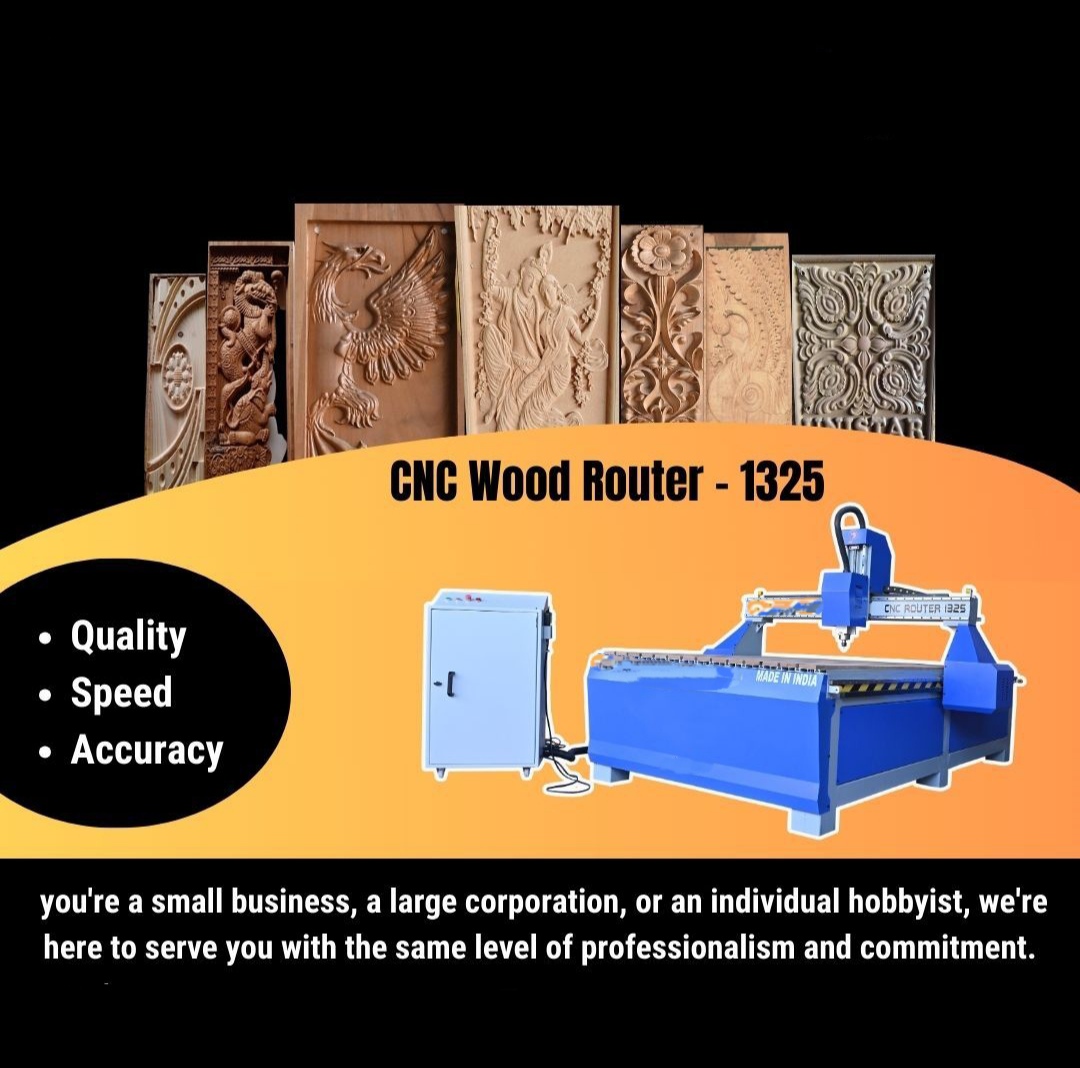 UNISTAR
CNC Wood Router - 1325
CNC ROUTER 1325
MADE IN INDIA
• Quality
• Speed
• Accuracy
you're a small business, a large corporation, or an individual hobbyist, we're
here to serve you with the same level of professionalism and commitment.